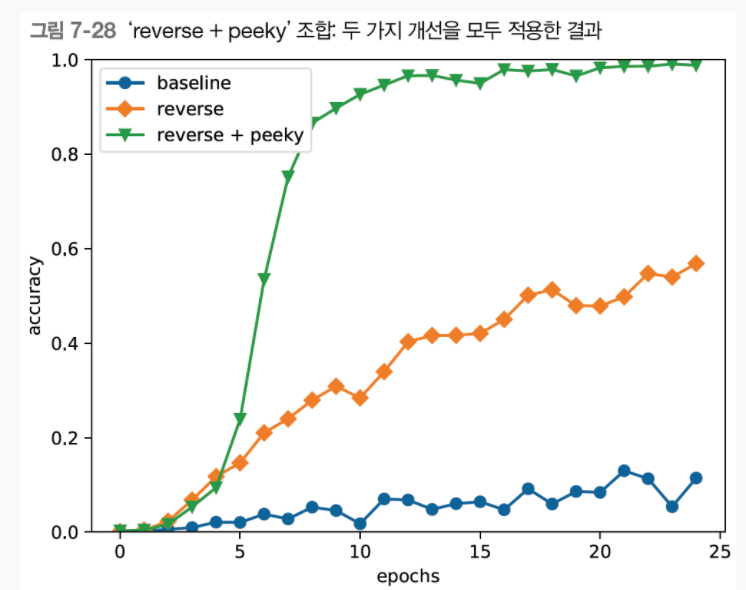 그림 7-28 ‘reverse + peeky’ 조합: 두 가지 개선을 모두 적용한 결과
1.0
baseline
reverse
reverse + peeky
0.8
0.6
accuracy
0.4
0.2
0.0
0 5 10 15 20 25
epochs